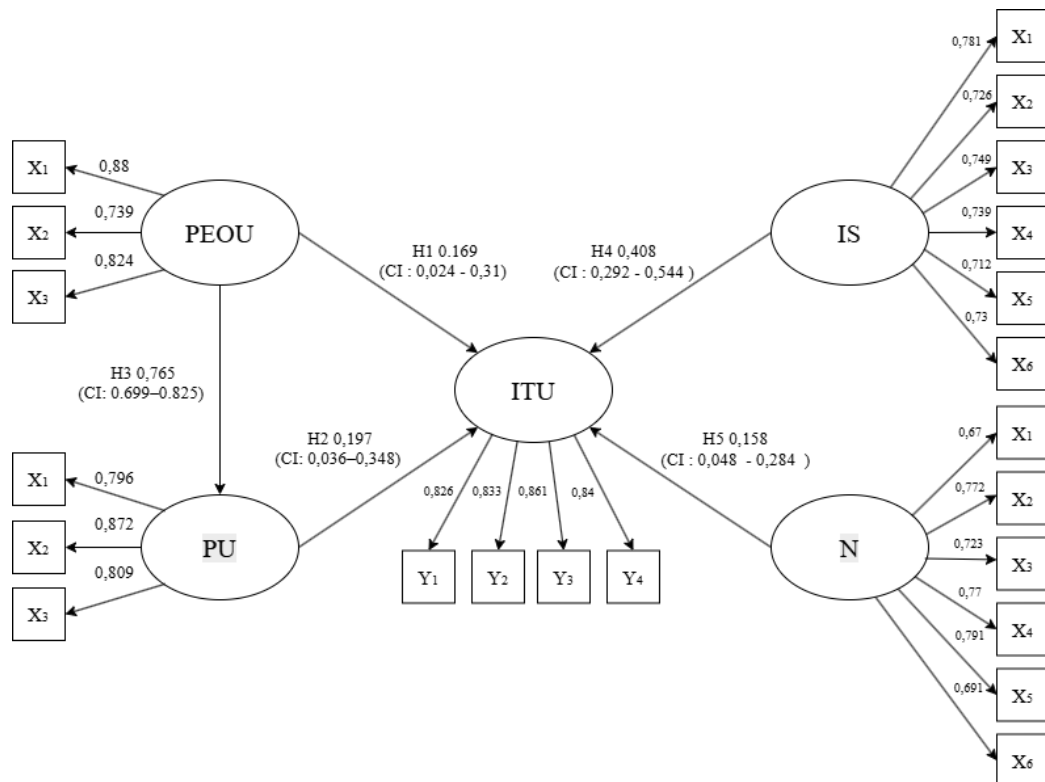 X1
0,781
X2
0,726
X3
0,749
X4
0,739
X5
0,712
X6
0,73
IS
X1
0,88
X2
0,739
X3
0,824
PEOU
H1 0.169
(CI : 0,024 - 0,31)
H4 0,408
(CI : 0,292 - 0,544 )
H3 0,765
(CI: 0.699–0.825)
ITU
H2 0,197
(CI: 0,036–0,348)
H5 0,158
(CI : 0,048 - 0,284 )
X1
0,796
X2
0,872
X3
0,809
PU
0,826
0,833
0,861
0,84
Y1
Y2
Y3
Y4
N
X1
0,67
X2
0,772
X3
0,723
X4
0,77
X5
0,791
X6
0,691